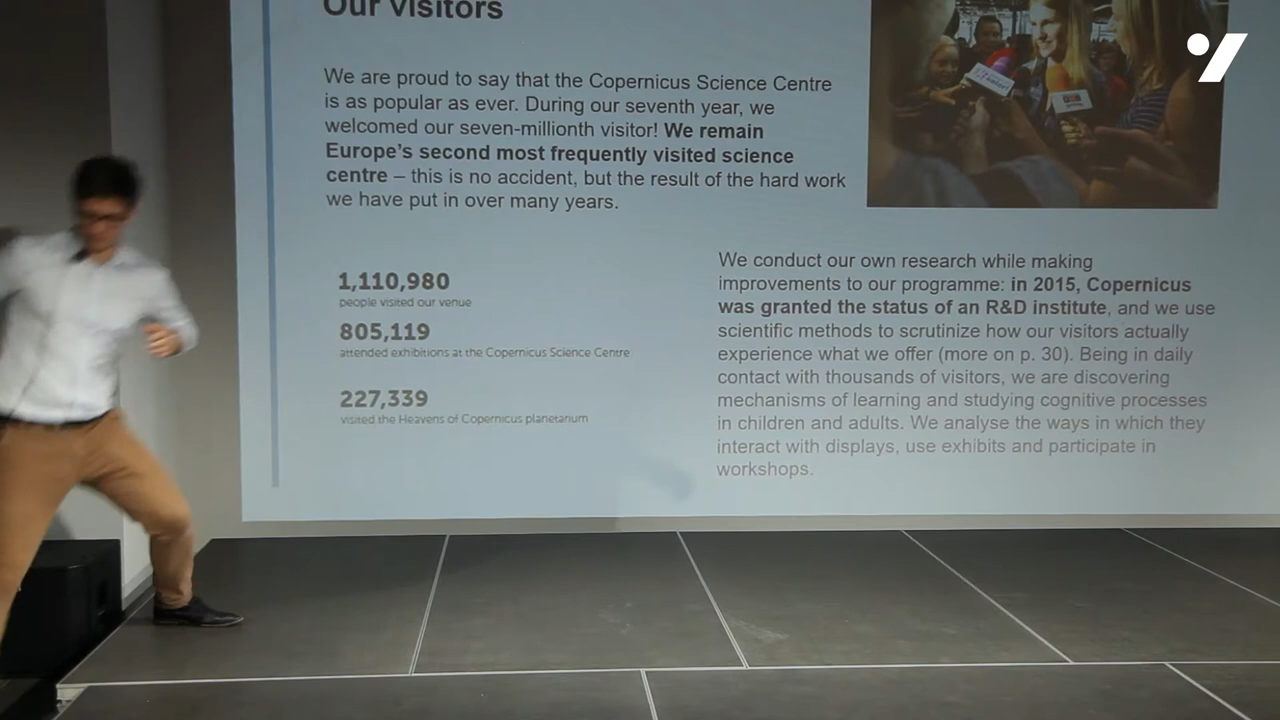 Our visitors
We are proud to say that the Copernicus Science Centre
is as popular as ever. During our seventh year, we
welcomed our seven-millionth visitor! We remain
Europe's second most frequently visited science
centre – this is no accident, but the result of the hard work
we have put in over many years.
1,110,980
people visited our venue
805,119
attended exhibitions at the Copernicus Science Centre
227,339
visited the Heavens of Copernicus planetarium
We conduct our own research while making
improvements to our programme: in 2015, Copernicus
was granted the status of an R&D institute, and we use
scientific methods to scrutinize how our visitors actually
experience what we offer (more on p. 30). Being in daily
contact with thousands of visitors, we are discovering
mechanisms of learning and studying cognitive processes
in children and adults. We analyse the ways in which they
interact with displays, use exhibits and participate in
workshops.